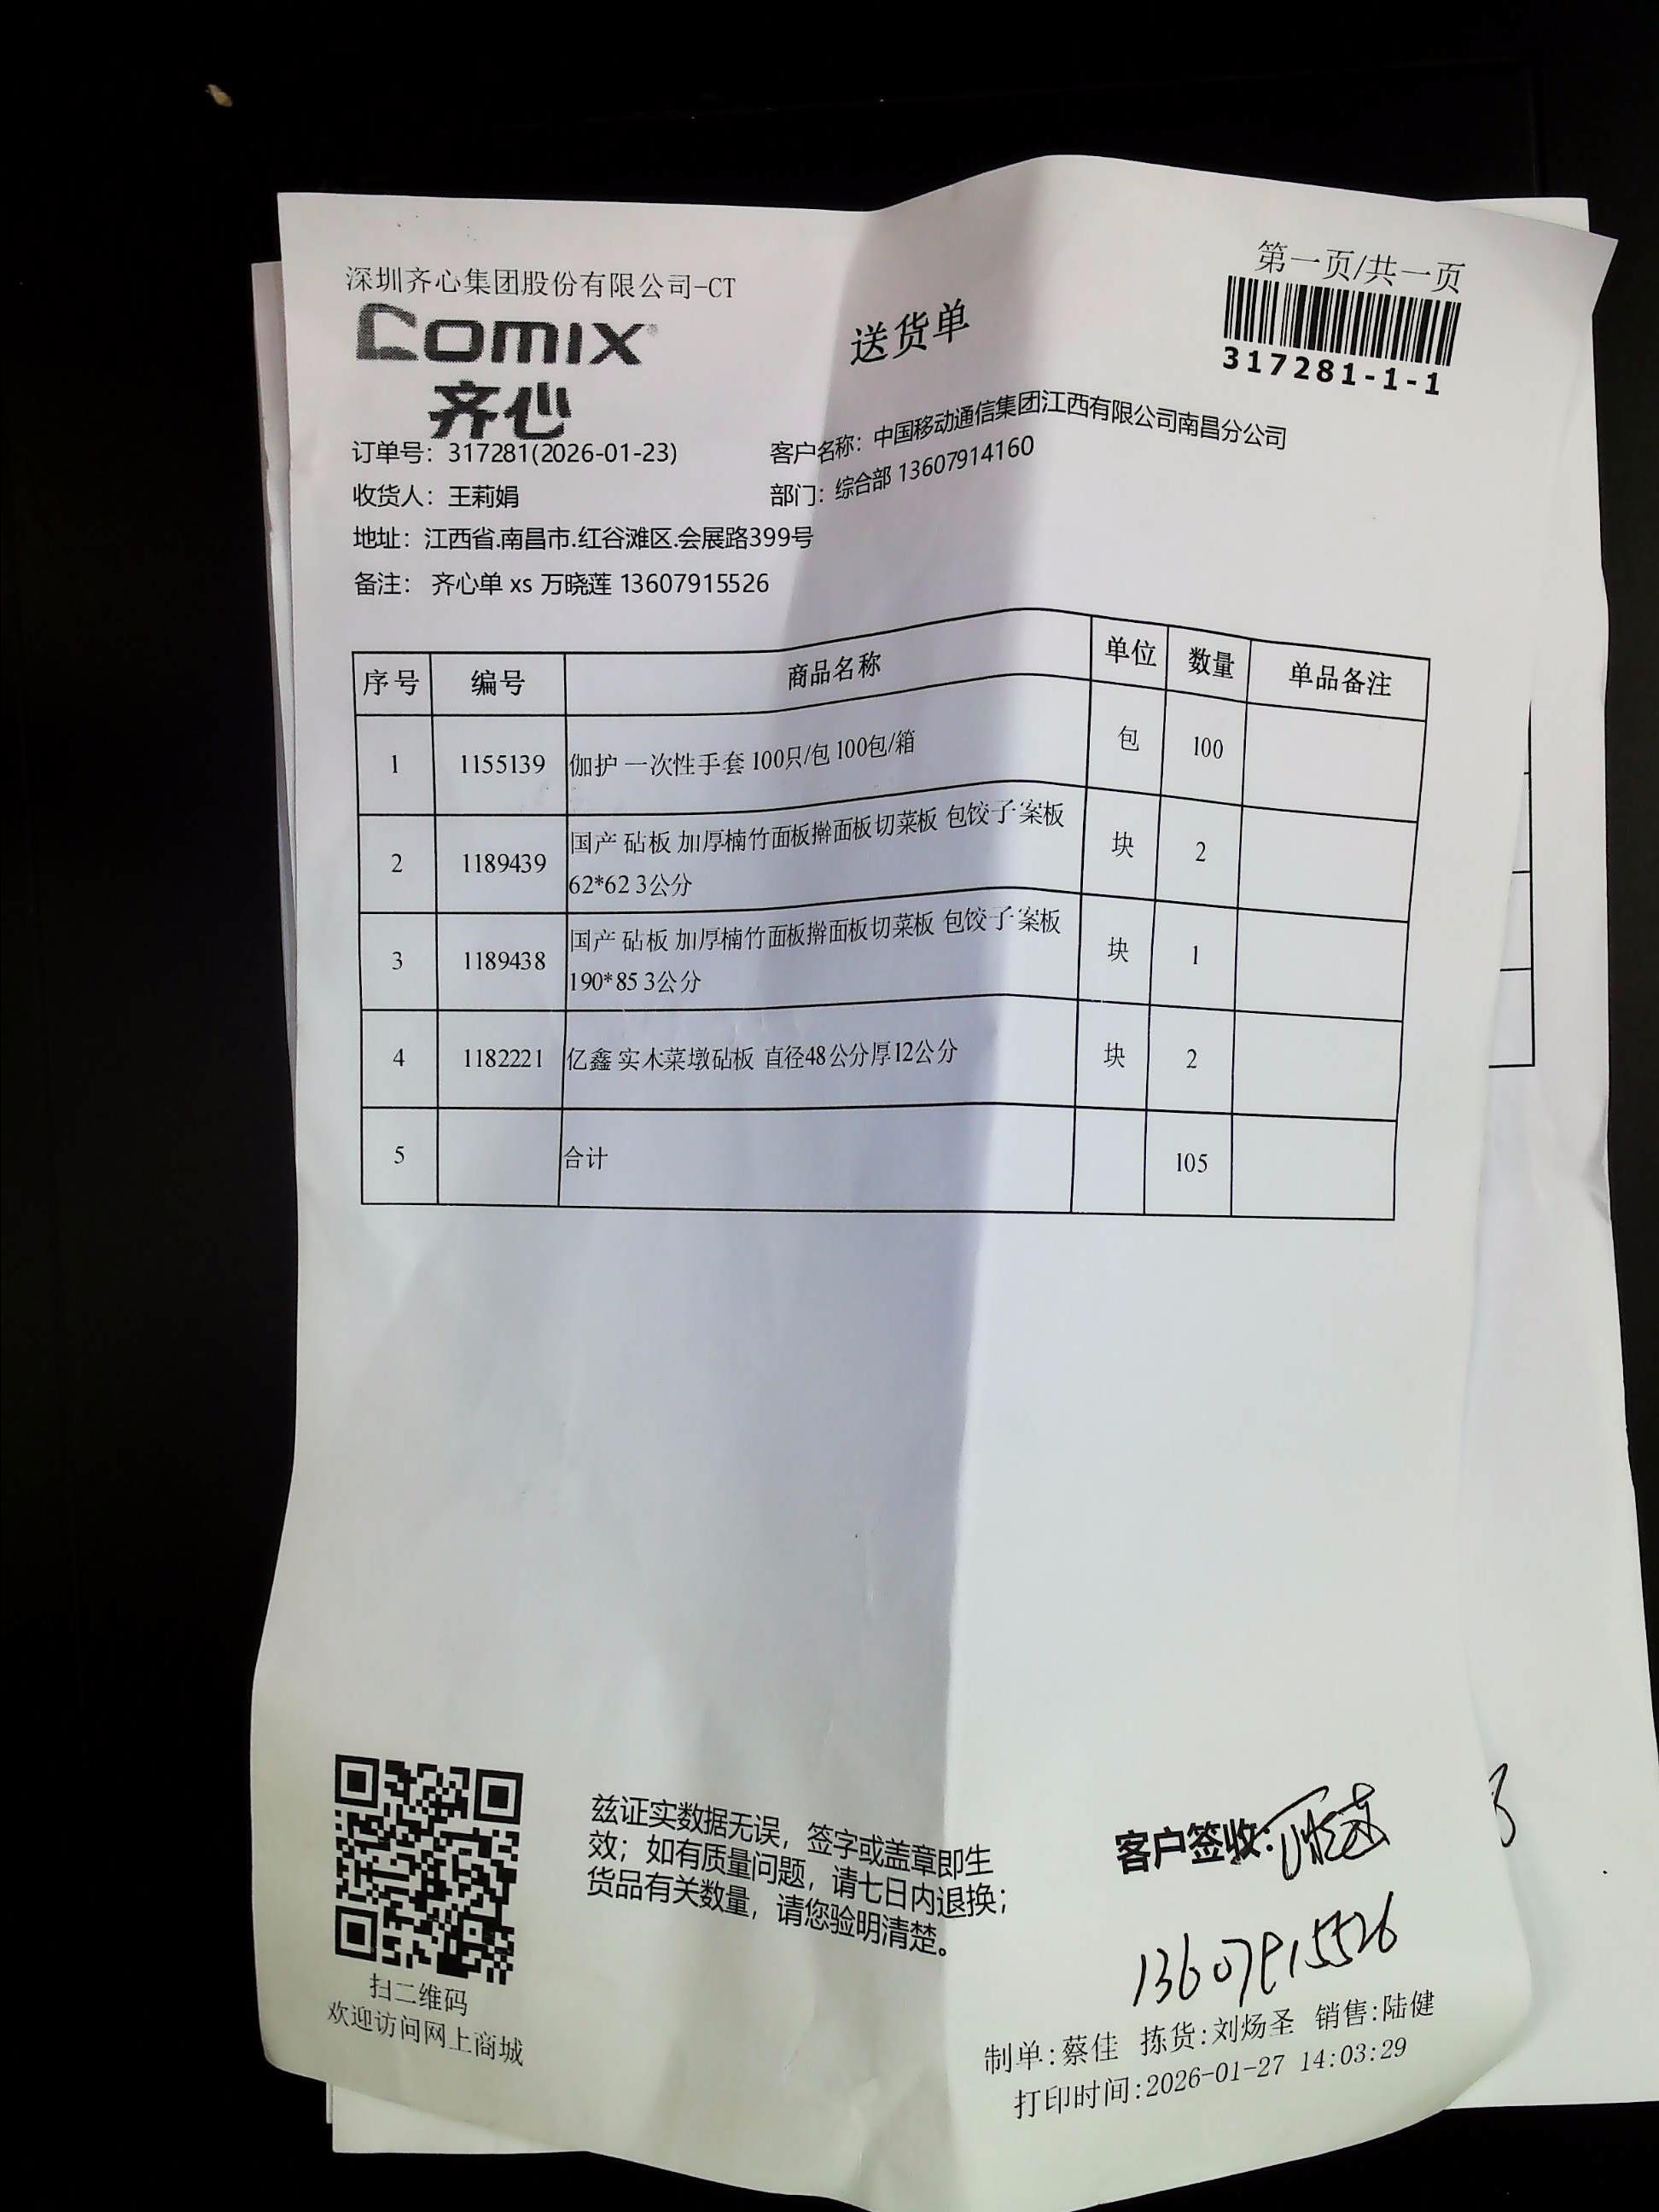 第一页/共一页
深圳齐心集团股份有限公司-CT
COMIX
齐心
送货单
317281-1-1
订单号：317281(2026-01-23)
客户名称：中国移动通信集团江西有限公司南昌分公司
收货人：王莉娟
部门：综合部 13607914160
地址：江西省.南昌市.红谷滩区.会展路399号
备注： 齐心单 xs 万晓莲 13607915526
序号 编号 商品名称 单位 数量 单品备注
1 1155139 伽护 一次性手套 100只/包 100包/箱 包 100
2 1189439 国产 砧板 加厚楠竹面板擀面板切菜板 包饺子案板 62*62 3公分 块 2
3 1189438 国产 砧板 加厚楠竹面板擀面板切菜板 包饺子案板 190*85 3公分 块 1
4 1182221 亿鑫 实木菜墩砧板 直径48公分厚12公分 块 2
5 合计 105
兹证实数据无误，签字或盖章即生
效；如有质量问题，请七日内退换；
货品有关数量，请您验明清楚。
客户签收：万晓莲
13607915526
扫二维码
欢迎访问网上商城
制单:蔡佳 拣货:刘炀圣 销售:陆健
打印时间:2026-01-27 14:03:29